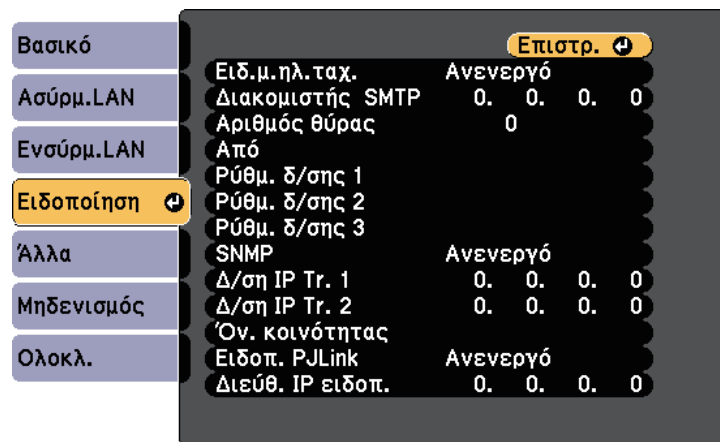 Βασικό
Ασύρμ.LAN
Ενσύρμ.LAN
Ειδοποίηση
Άλλα
Μηδενισμός
Ολοκλ.
Επιστρ.
Ειδ.μ.ηλ.ταχ. Ανενεργό
Διακομιστής SMTP 0. 0. 0. 0
Αριθμός θύρας 0
Από
Ρύθμ. δ/σης 1
Ρύθμ. δ/σης 2
Ρύθμ. δ/σης 3
SNMP Ανενεργό
Δ/ση IP Tr. 1 0. 0. 0. 0
Δ/ση IP Tr. 2 0. 0. 0. 0
Όν. κοινότητας
Ειδοπ. PJLink Ανενεργό
Διεύθ. IP ειδοπ. 0. 0. 0. 0